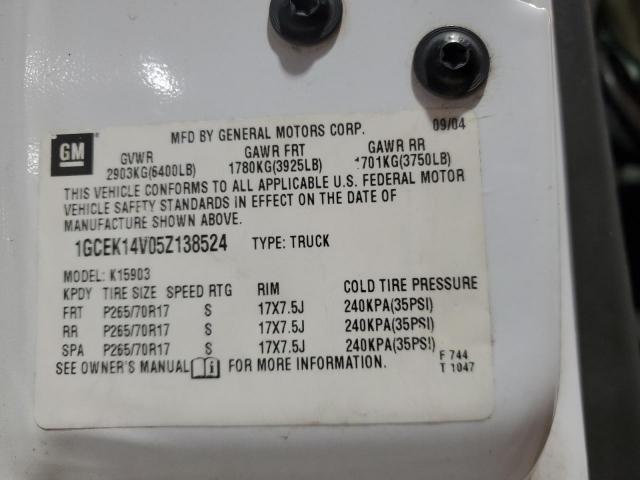 GM
MFD BY GENERAL MOTORS CORP. 09/04
GVWR GAWR FRT GAWR RR
2903KG(6400LB) 1780KG(3925LB) 1701KG(3750LB)
THIS VEHICLE CONFORMS TO ALL APPLICABLE U.S. FEDERAL MOTOR
VEHICLE SAFETY STANDARDS IN EFFECT ON THE DATE OF
MANUFACTURE SHOWN ABOVE.
1GCEK14V05Z138524 TYPE: TRUCK
MODEL: K15903
KPDY TIRE SIZE SPEED RTG RIM COLD TIRE PRESSURE
FRT P265/70R17 S 17X7.5J 240KPA(35PSI)
RR P265/70R17 S 17X7.5J 240KPA(35PSI)
SPA P265/70R17 S 17X7.5J 240KPA(35PSI)
SEE OWNER'S MANUAL FOR MORE INFORMATION.
F 744
T 1047